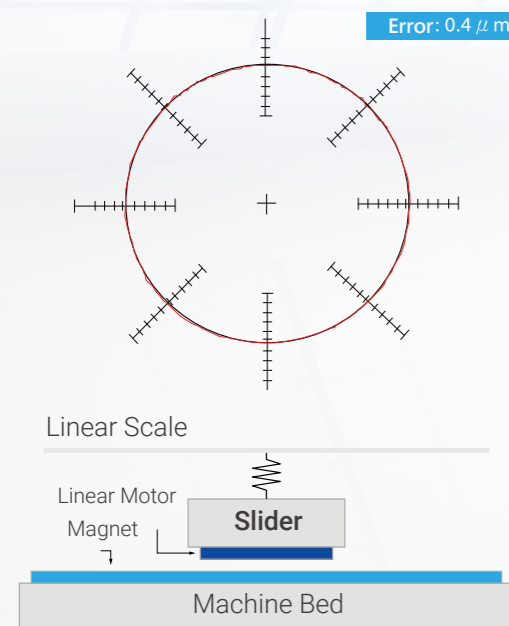 Error: 0.4 μ m
Linear Scale
Linear Motor
Magnet
Slider
Machine Bed